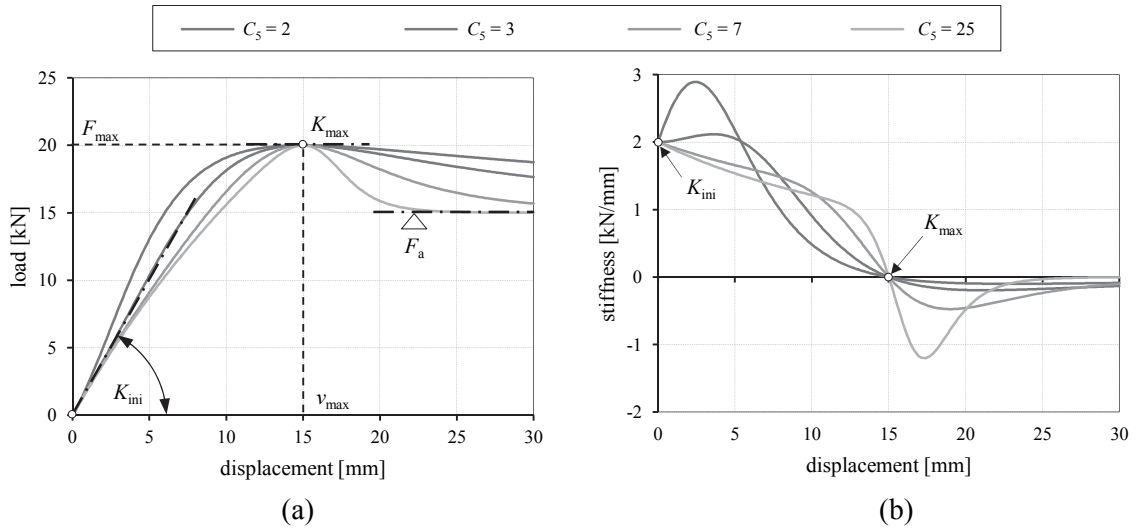 C5 = 2 C5 = 3 C5 = 7 C5 = 25
25
20
15
10
5
0
0 5 10 15 20 25 30
load [kN]
displacement [mm]
Fmax
Kmax
Fa
Kini
vmax
(a)
3
2
1
0
-1
-2
0 5 10 15 20 25 30
stiffness [kN/mm]
displacement [mm]
Kini
Kmax
(b)